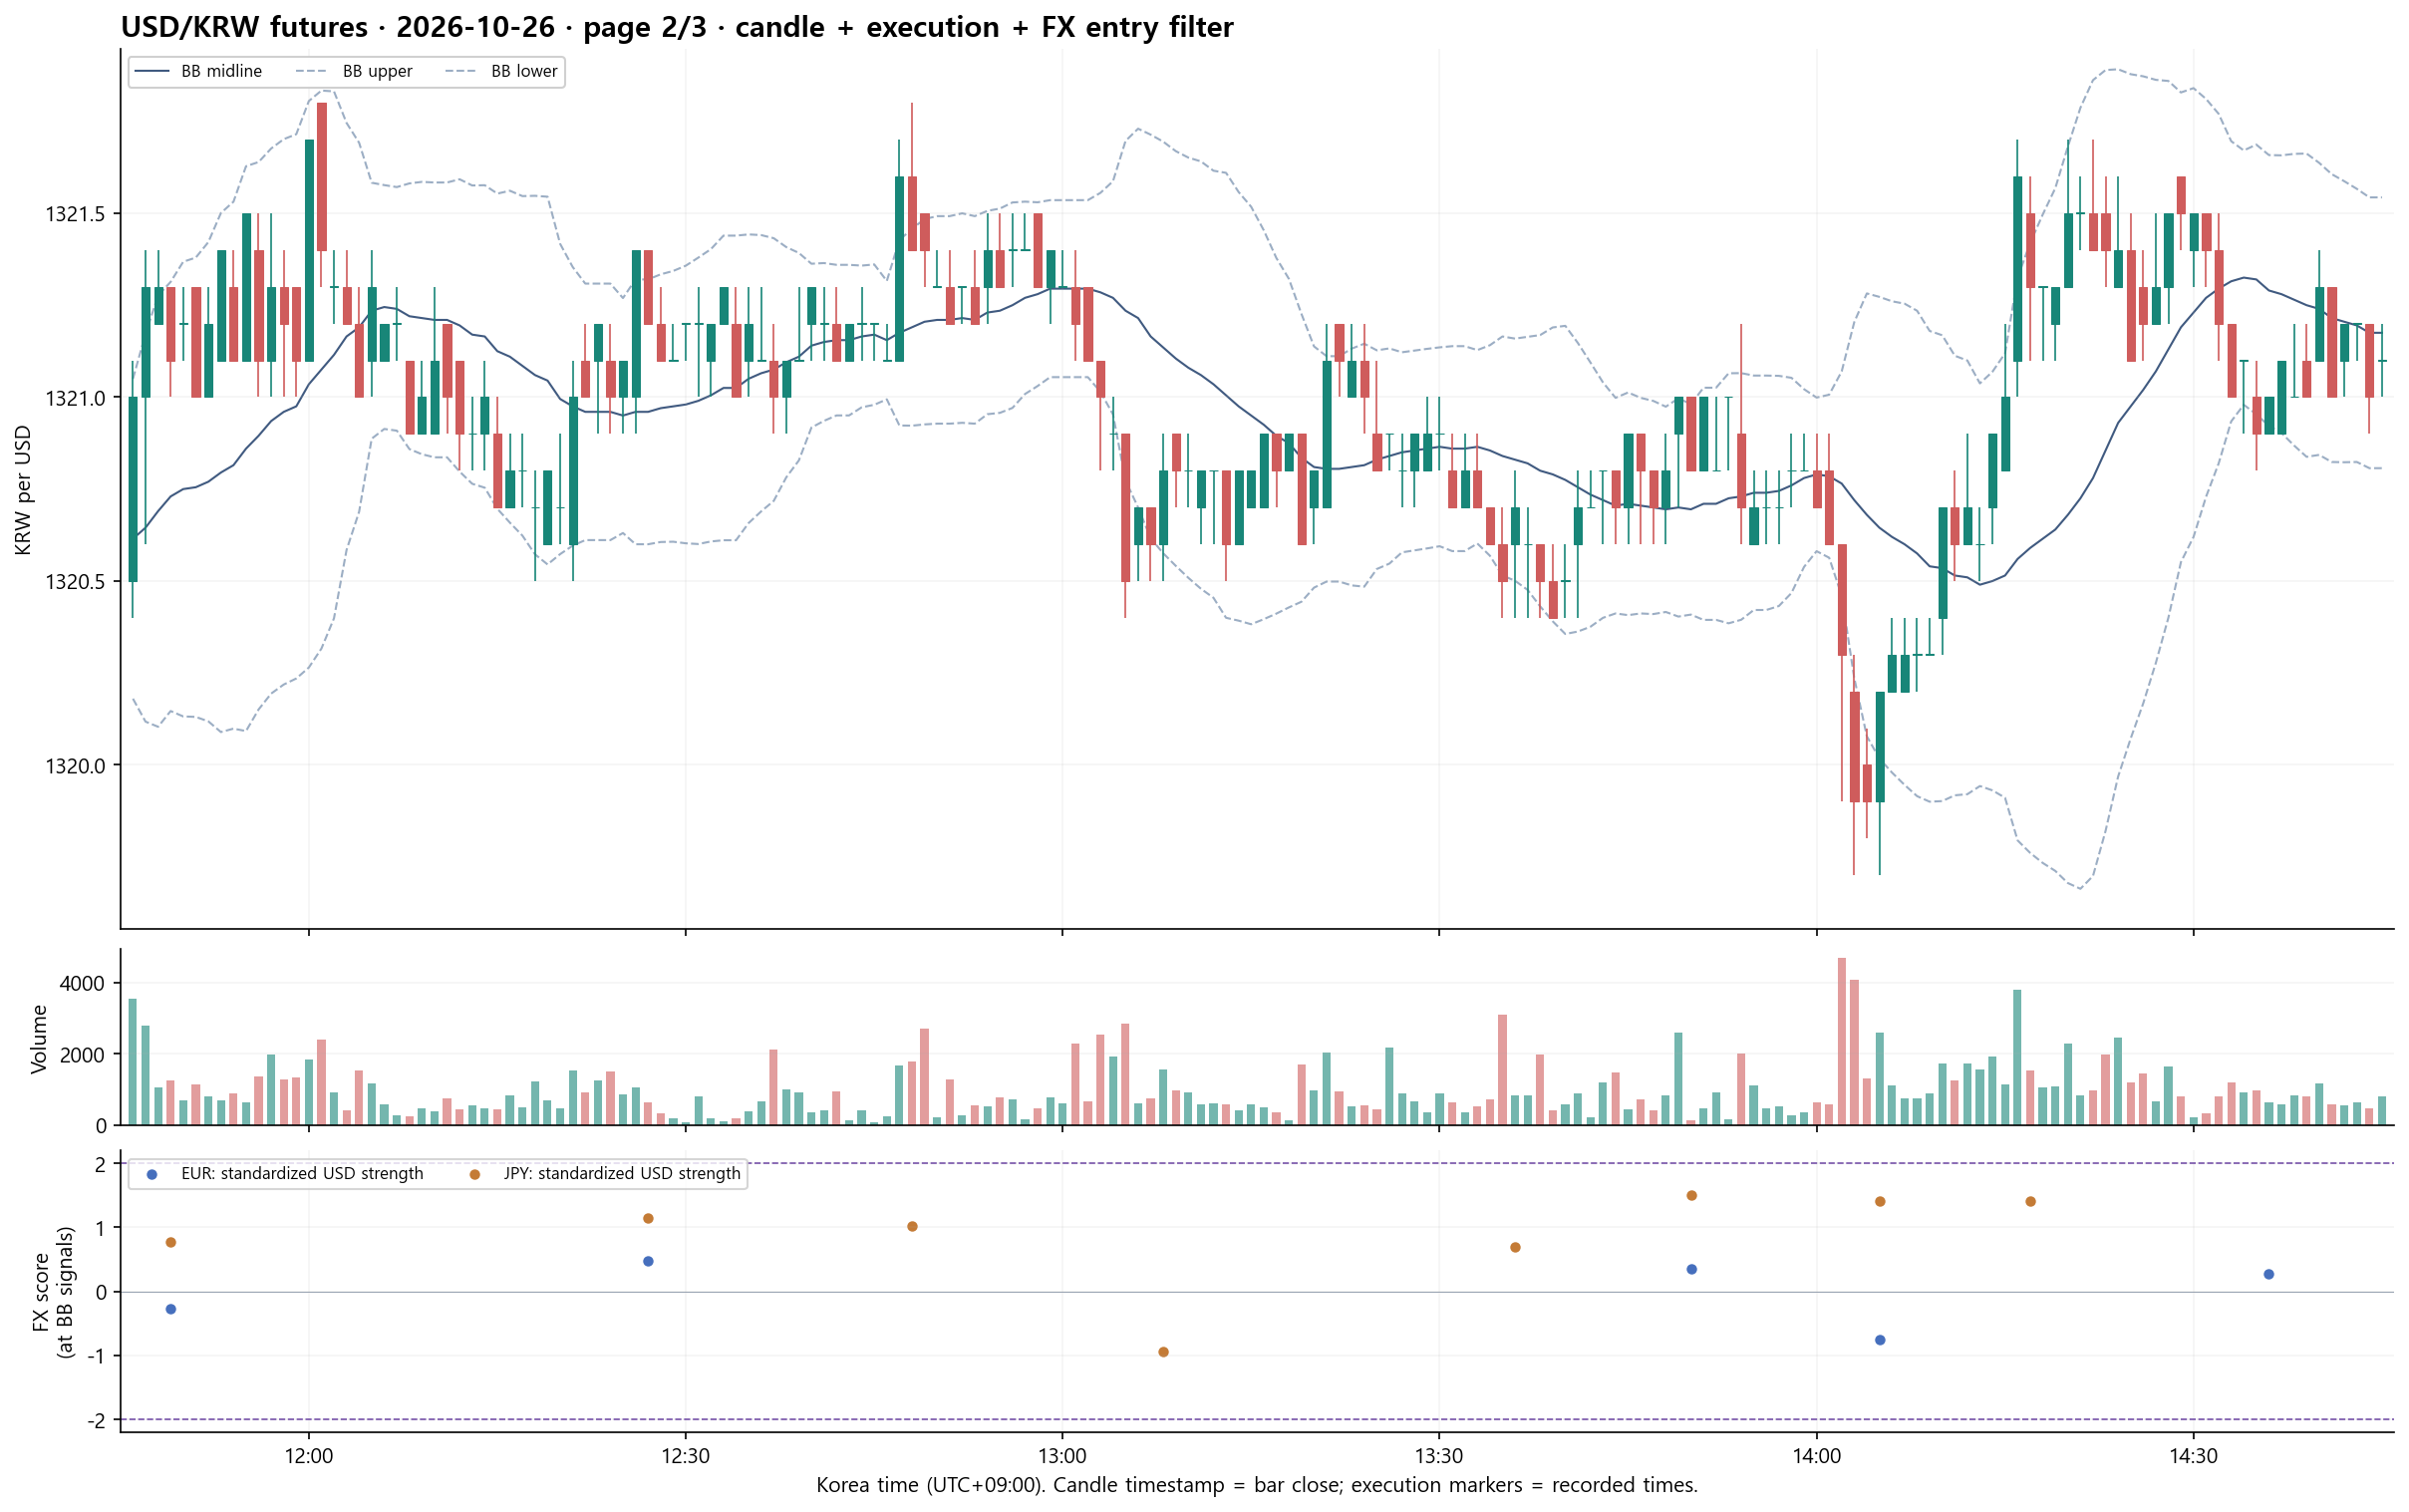 USD/KRW futures · 2026-10-26 · page 2/3 · candle + execution + FX entry filter
BB midline BB upper BB lower
KRW per USD
1321.5
1321.0
1320.5
1320.0
Volume
4000
2000
0
EUR: standardized USD strength JPY: standardized USD strength
FX score
(at BB signals)
2
1
0
-1
-2
12:00 12:30 13:00 13:30 14:00 14:30
Korea time (UTC+09:00). Candle timestamp = bar close; execution markers = recorded times.